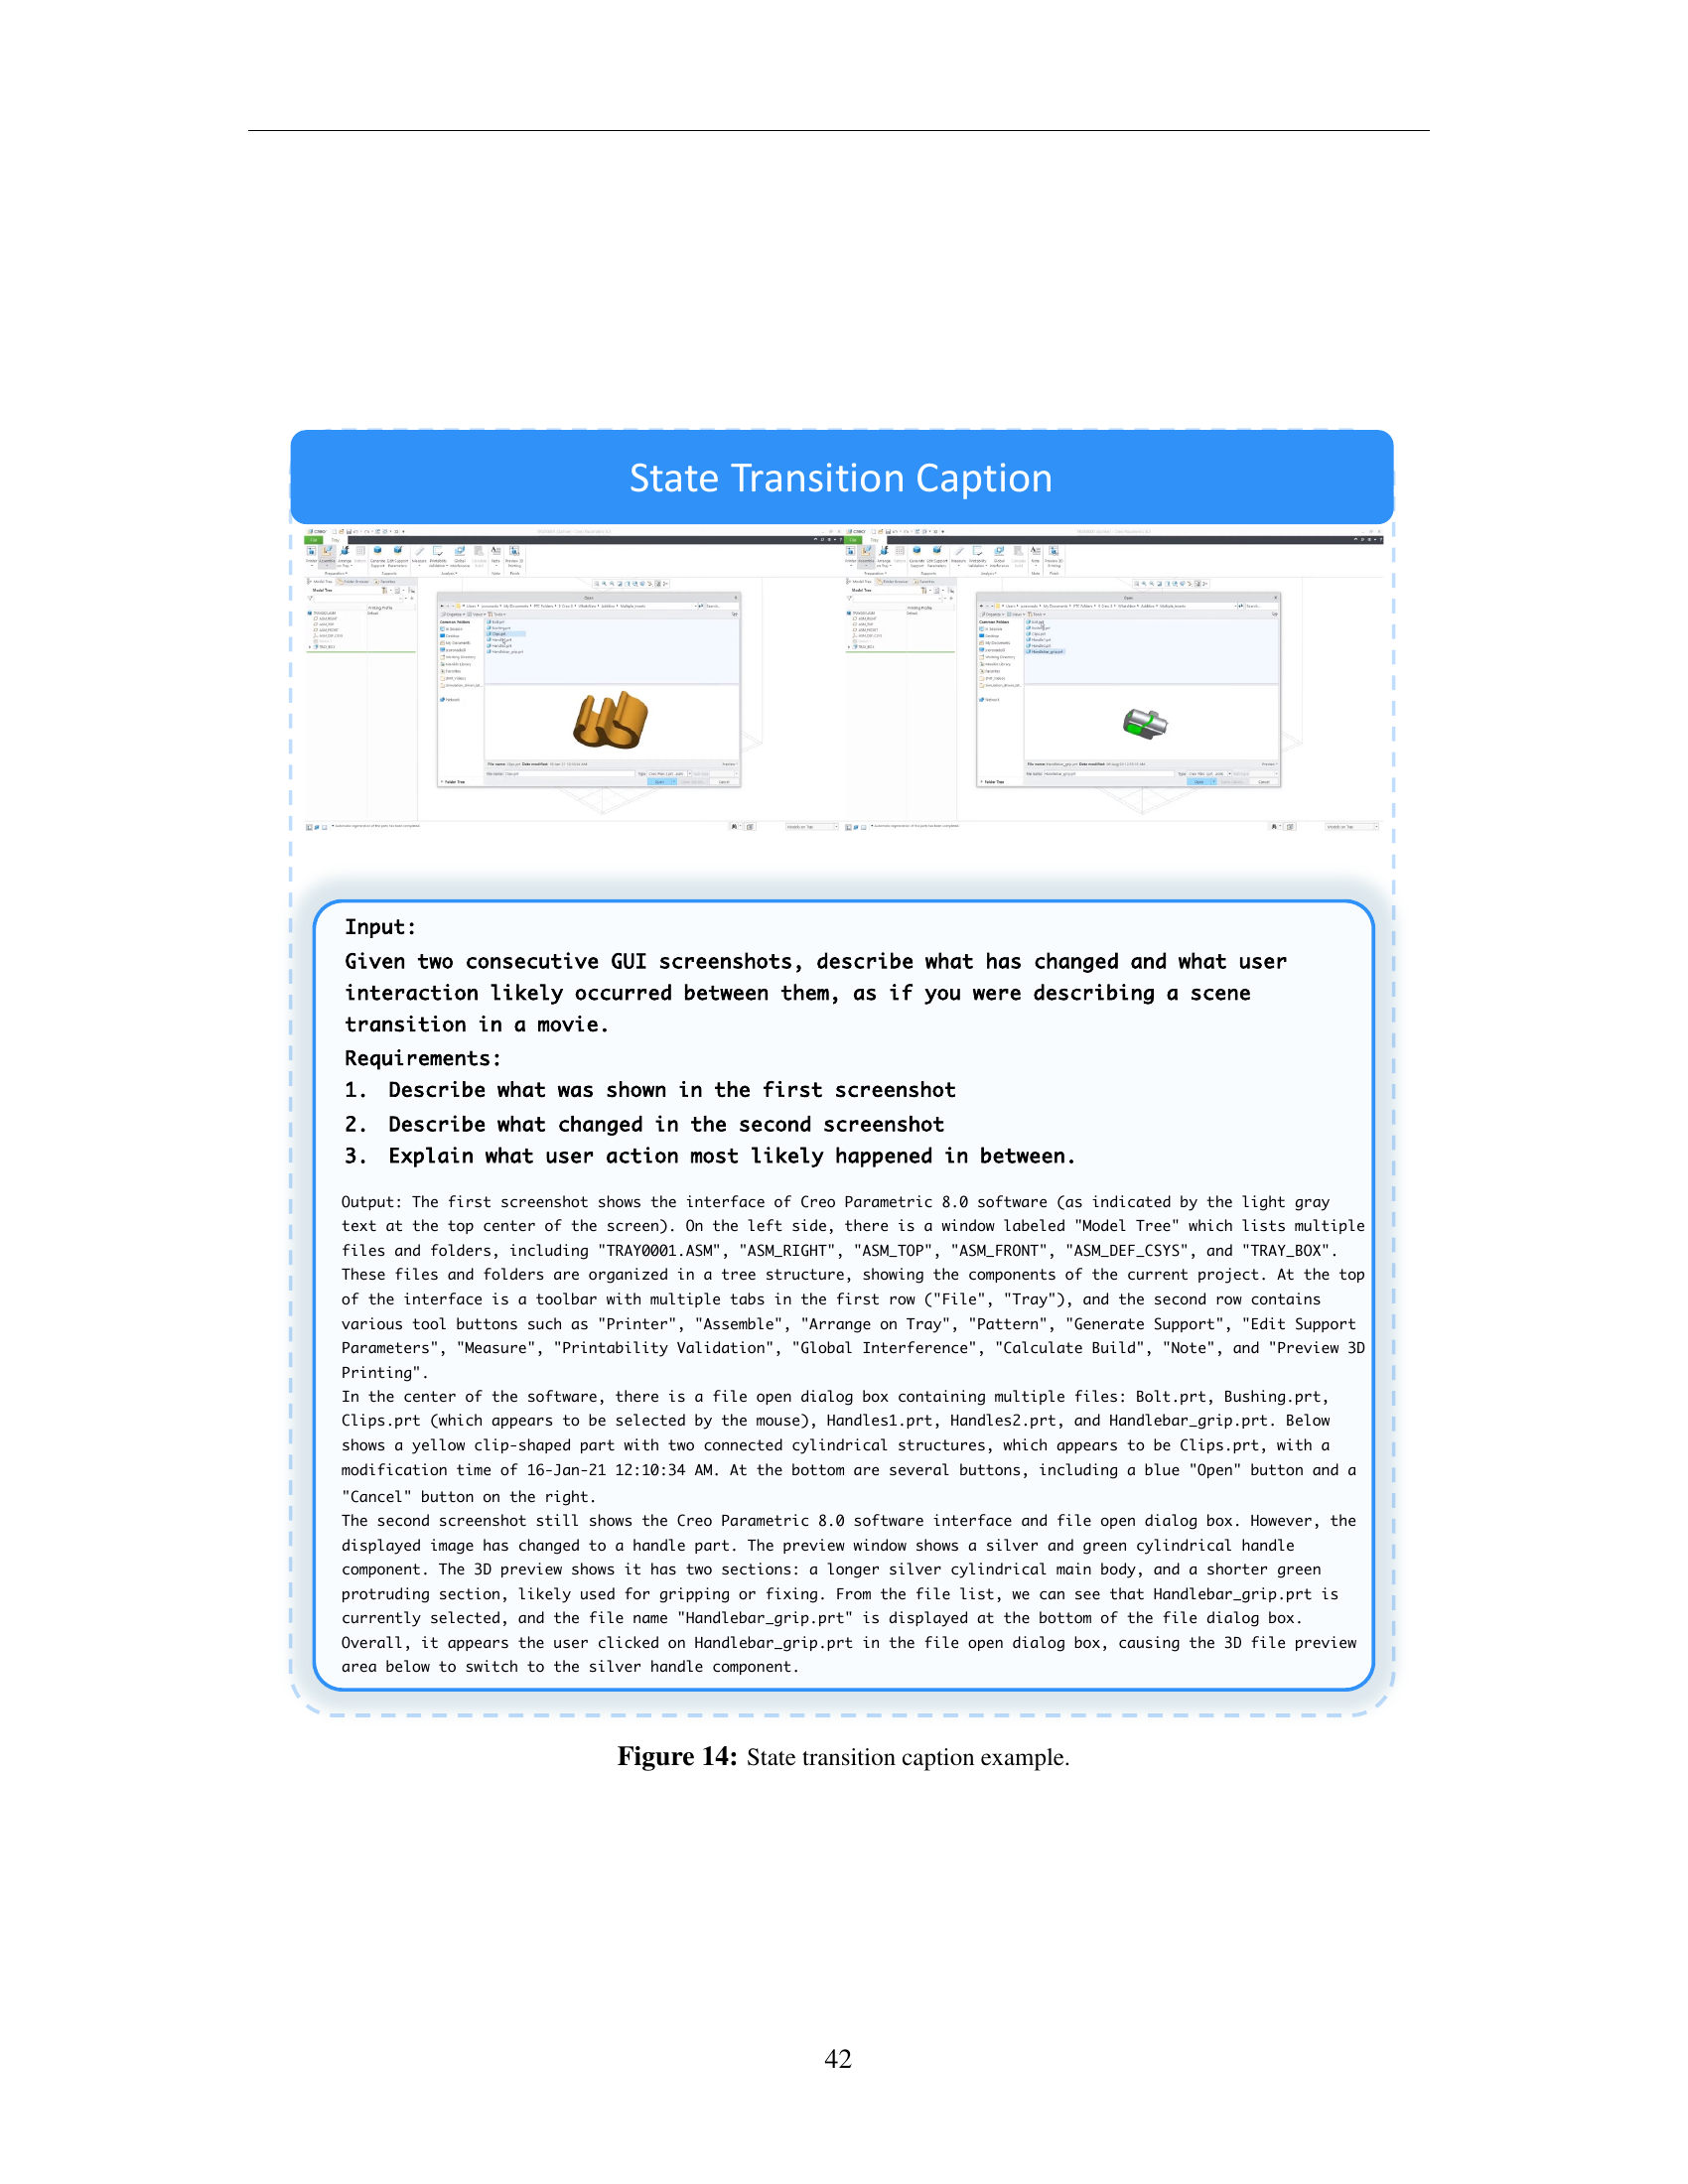 State Transition Caption
Input:
Given two consecutive GUI screenshots, describe what has changed and what user
interaction likely occurred between them, as if you were describing a scene
transition in a movie.
Requirements:
1. Describe what was shown in the first screenshot
2. Describe what changed in the second screenshot
3. Explain what user action most likely happened in between.
Output: The first screenshot shows the interface of Creo Parametric 8.0 software (as indicated by the light gray
text at the top center of the screen). On the left side, there is a window labeled "Model Tree" which lists multiple
files and folders, including "TRAY0001.ASM", "ASM_RIGHT", "ASM_TOP", "ASM_FRONT", "ASM_DEF_CSYS", and "TRAY_BOX".
These files and folders are organized in a tree structure, showing the components of the current project. At the top
of the interface is a toolbar with multiple tabs in the first row ("File", "Tray"), and the second row contains
various tool buttons such as "Printer", "Assemble", "Arrange on Tray", "Pattern", "Generate Support", "Edit Support
Parameters", "Measure", "Printability Validation", "Global Interference", "Calculate Build", "Note", and "Preview 3D
Printing".
In the center of the software, there is a file open dialog box containing multiple files: Bolt.prt, Bushing.prt,
Clips.prt (which appears to be selected by the mouse), Handles1.prt, Handles2.prt, and Handlebar_grip.prt. Below
shows a yellow clip-shaped part with two connected cylindrical structures, which appears to be Clips.prt, with a
modification time of 16-Jan-21 12:10:34 AM. At the bottom are several buttons, including a blue "Open" button and a
"Cancel" button on the right.
The second screenshot still shows the Creo Parametric 8.0 software interface and file open dialog box. However, the
displayed image has changed to a handle part. The preview window shows a silver and green cylindrical handle
component. The 3D preview shows it has two sections: a longer silver cylindrical main body, and a shorter green
protruding section, likely used for gripping or fixing. From the file list, we can see that Handlebar_grip.prt is
currently selected, and the file name "Handlebar_grip.prt" is displayed at the bottom of the file dialog box.
Overall, it appears the user clicked on Handlebar_grip.prt in the file open dialog box, causing the 3D file preview
area below to switch to the silver handle component.
Figure 14: State transition caption example.
42